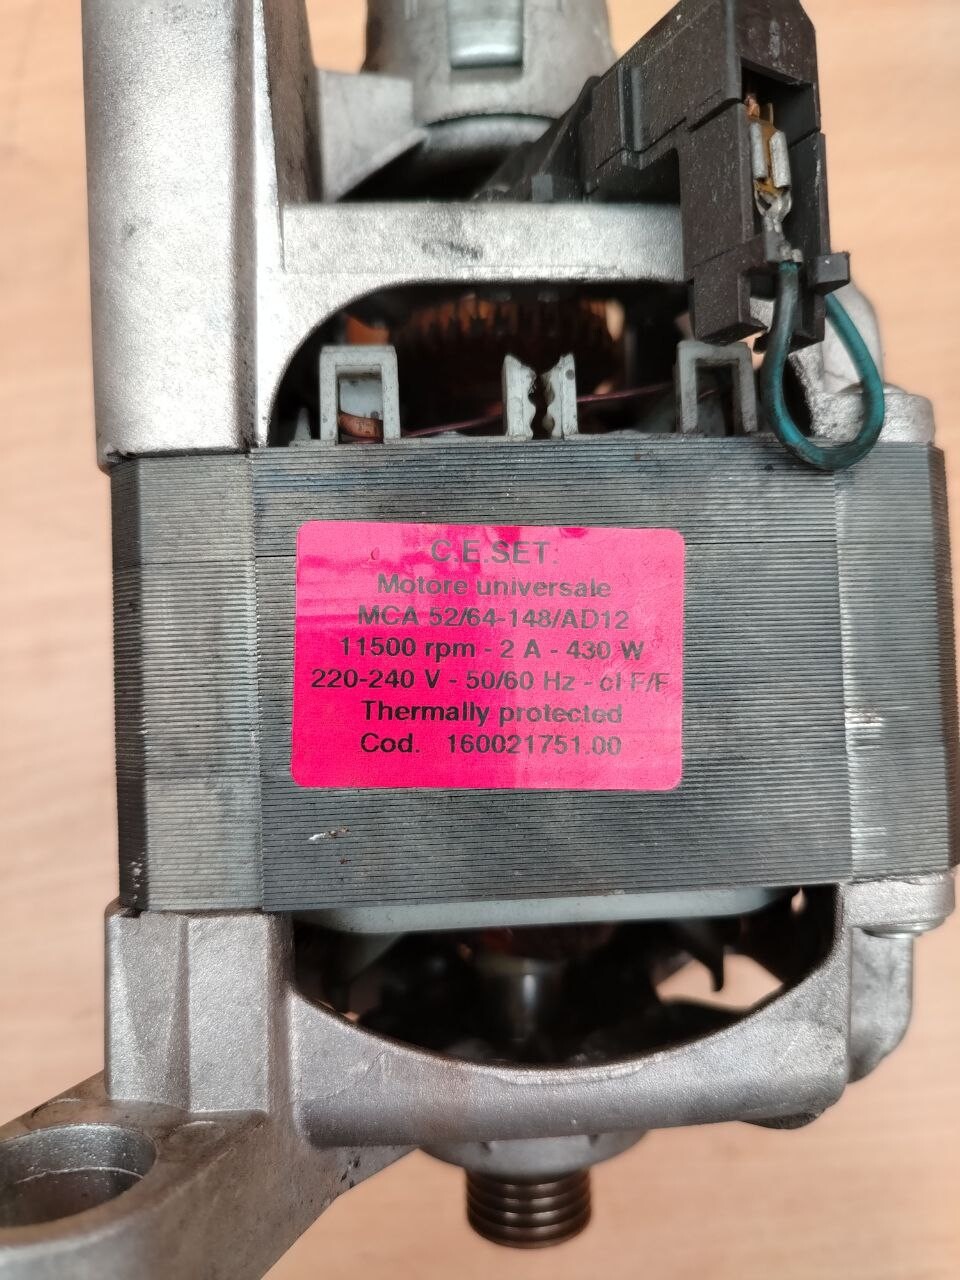 C.E.SET.
Motore universale
MCA 52/64-148/AD12
11500 rpm - 2 A - 430 W
220-240 V - 50/60 Hz - cl F/F
Thermally protected
Cod. 160021751.00